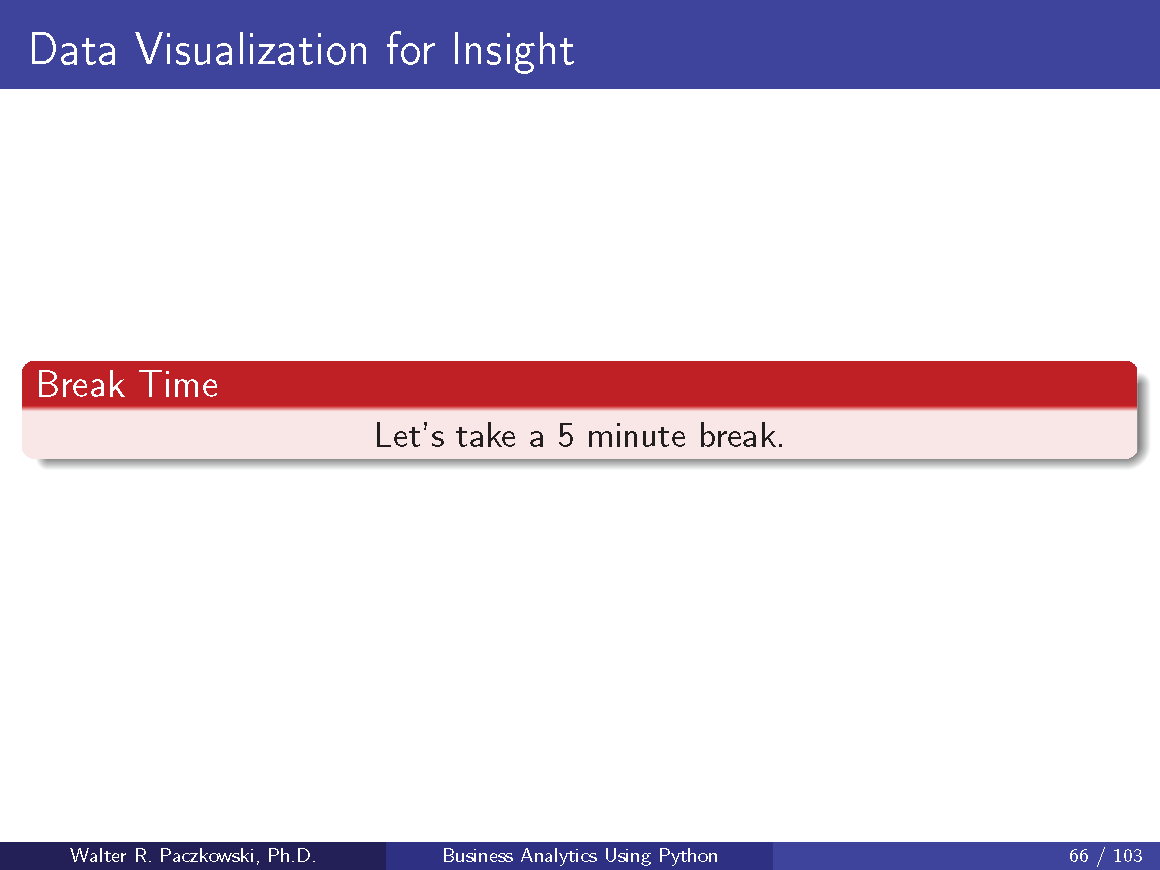 Data Visualization for Insight
Break Time
Let's take a 5 minute break.
Walter R. Paczkowski, Ph.D.
Business Analytics Using Python
66 / 103